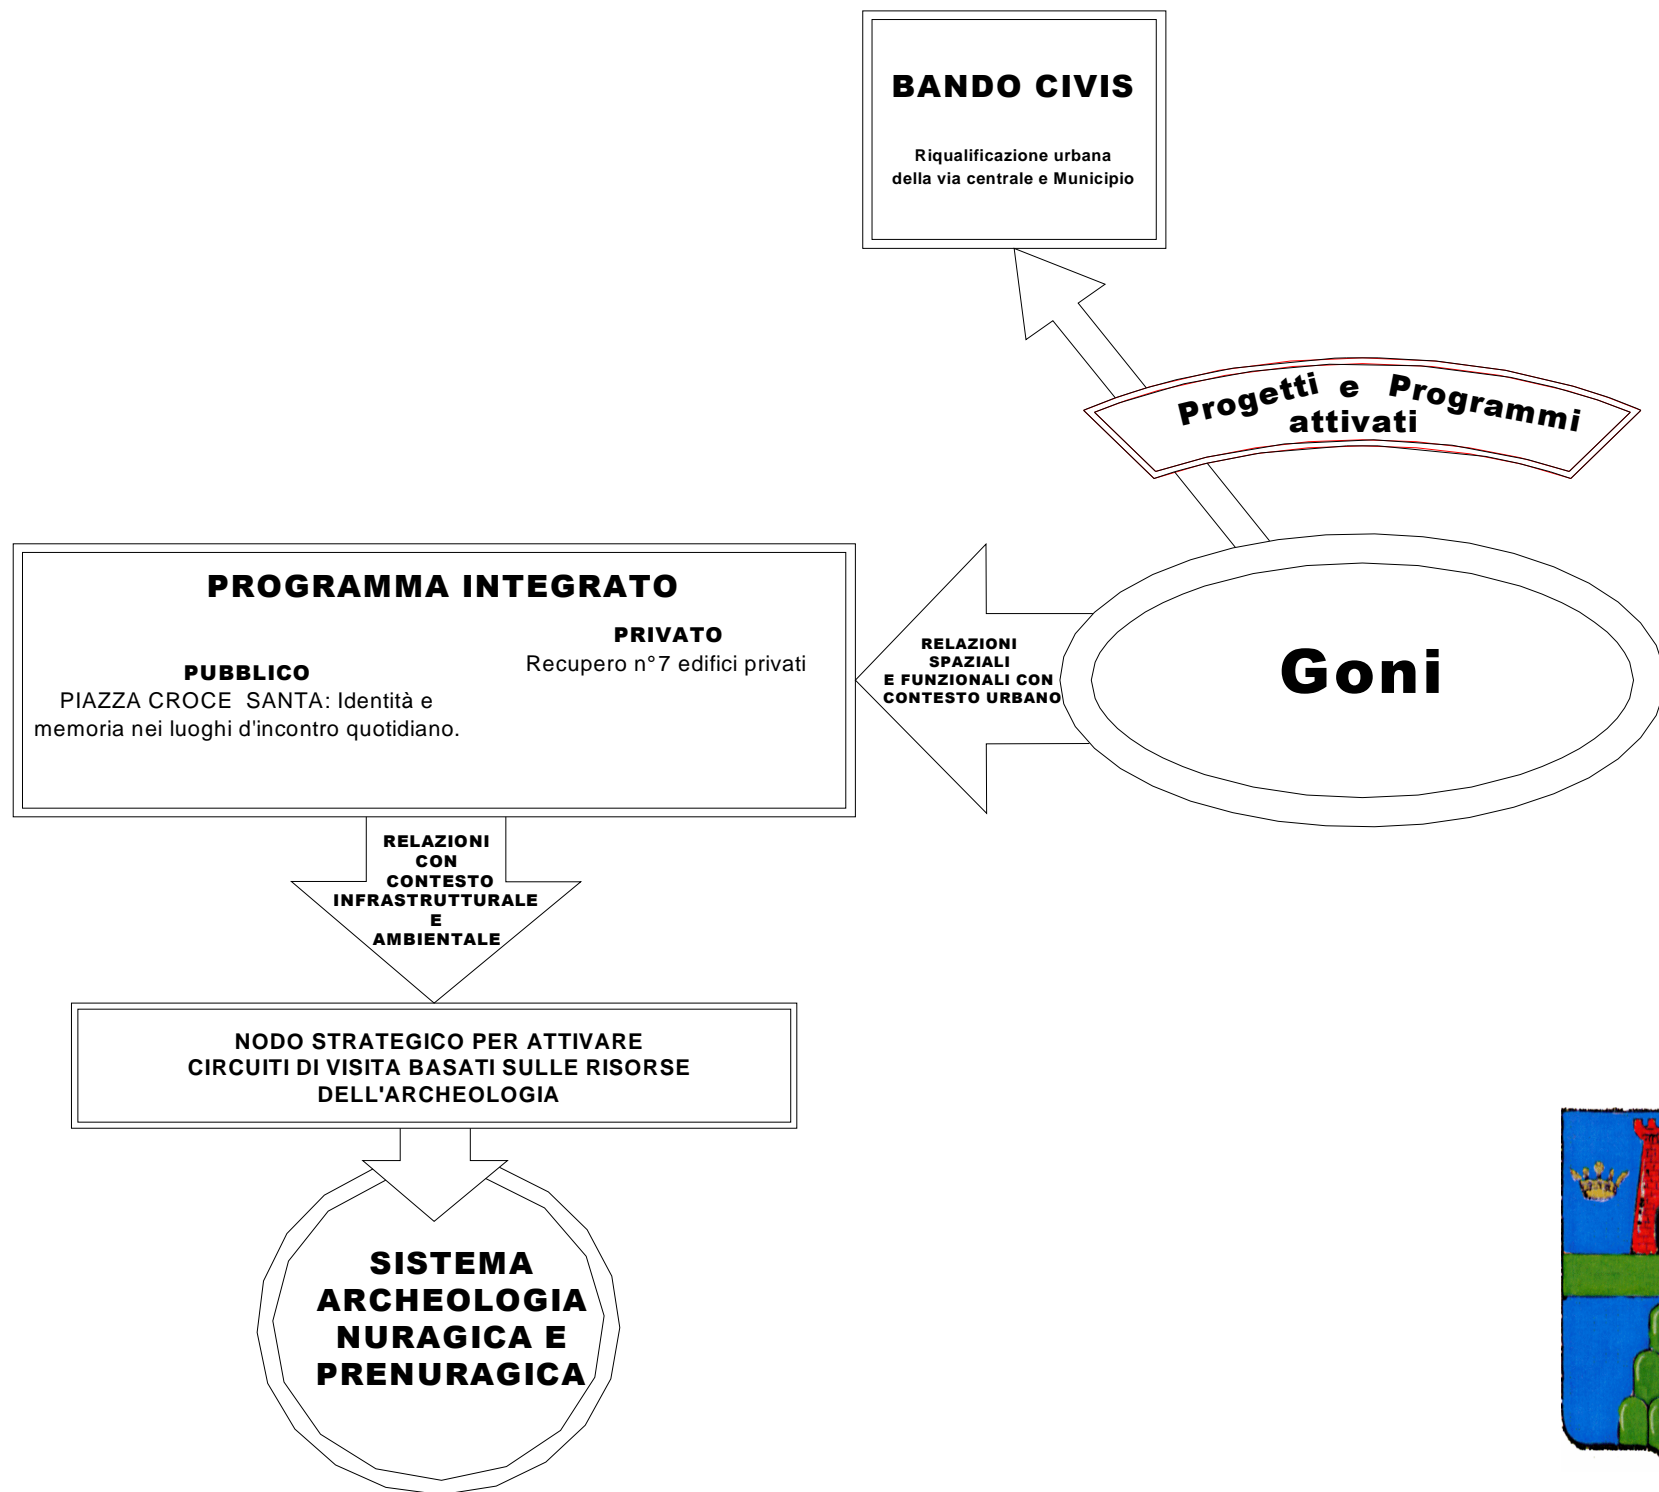 BANDO CIVIS
Riqualificazione urbana
della via centrale e Municipio
Progetti e Programmi
attivati
PROGRAMMA INTEGRATO
PRIVATO
Recupero n°7 edifici privati
PUBBLICO
PIAZZA CROCE SANTA: Identità e
memoria nei luoghi d'incontro quotidiano.
RELAZIONI
SPAZIALI
E FUNZIONALI CON
CONTESTO URBANO
Goni
RELAZIONI
CON
CONTESTO
INFRASTRUTTURALE
E
AMBIENTALE
NODO STRATEGICO PER ATTIVARE
CIRCUITI DI VISITA BASATI SULLE RISORSE
DELL'ARCHEOLOGIA
SISTEMA
ARCHEOLOGIA
NURAGICA E
PRENURAGICA